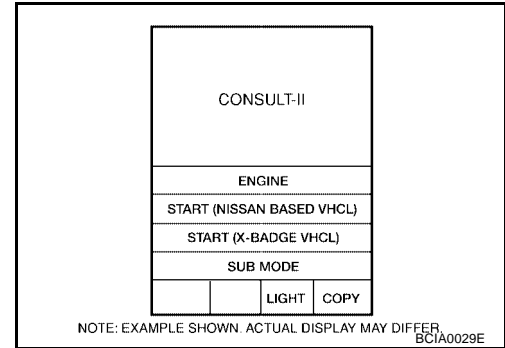 CONSULT-II
ENGINE
START (NISSAN BASED VHCL)
START (X-BADGE VHCL)
SUB MODE
LIGHT COPY
NOTE: EXAMPLE SHOWN. ACTUAL DISPLAY MAY DIFFER.
BCIA0029E